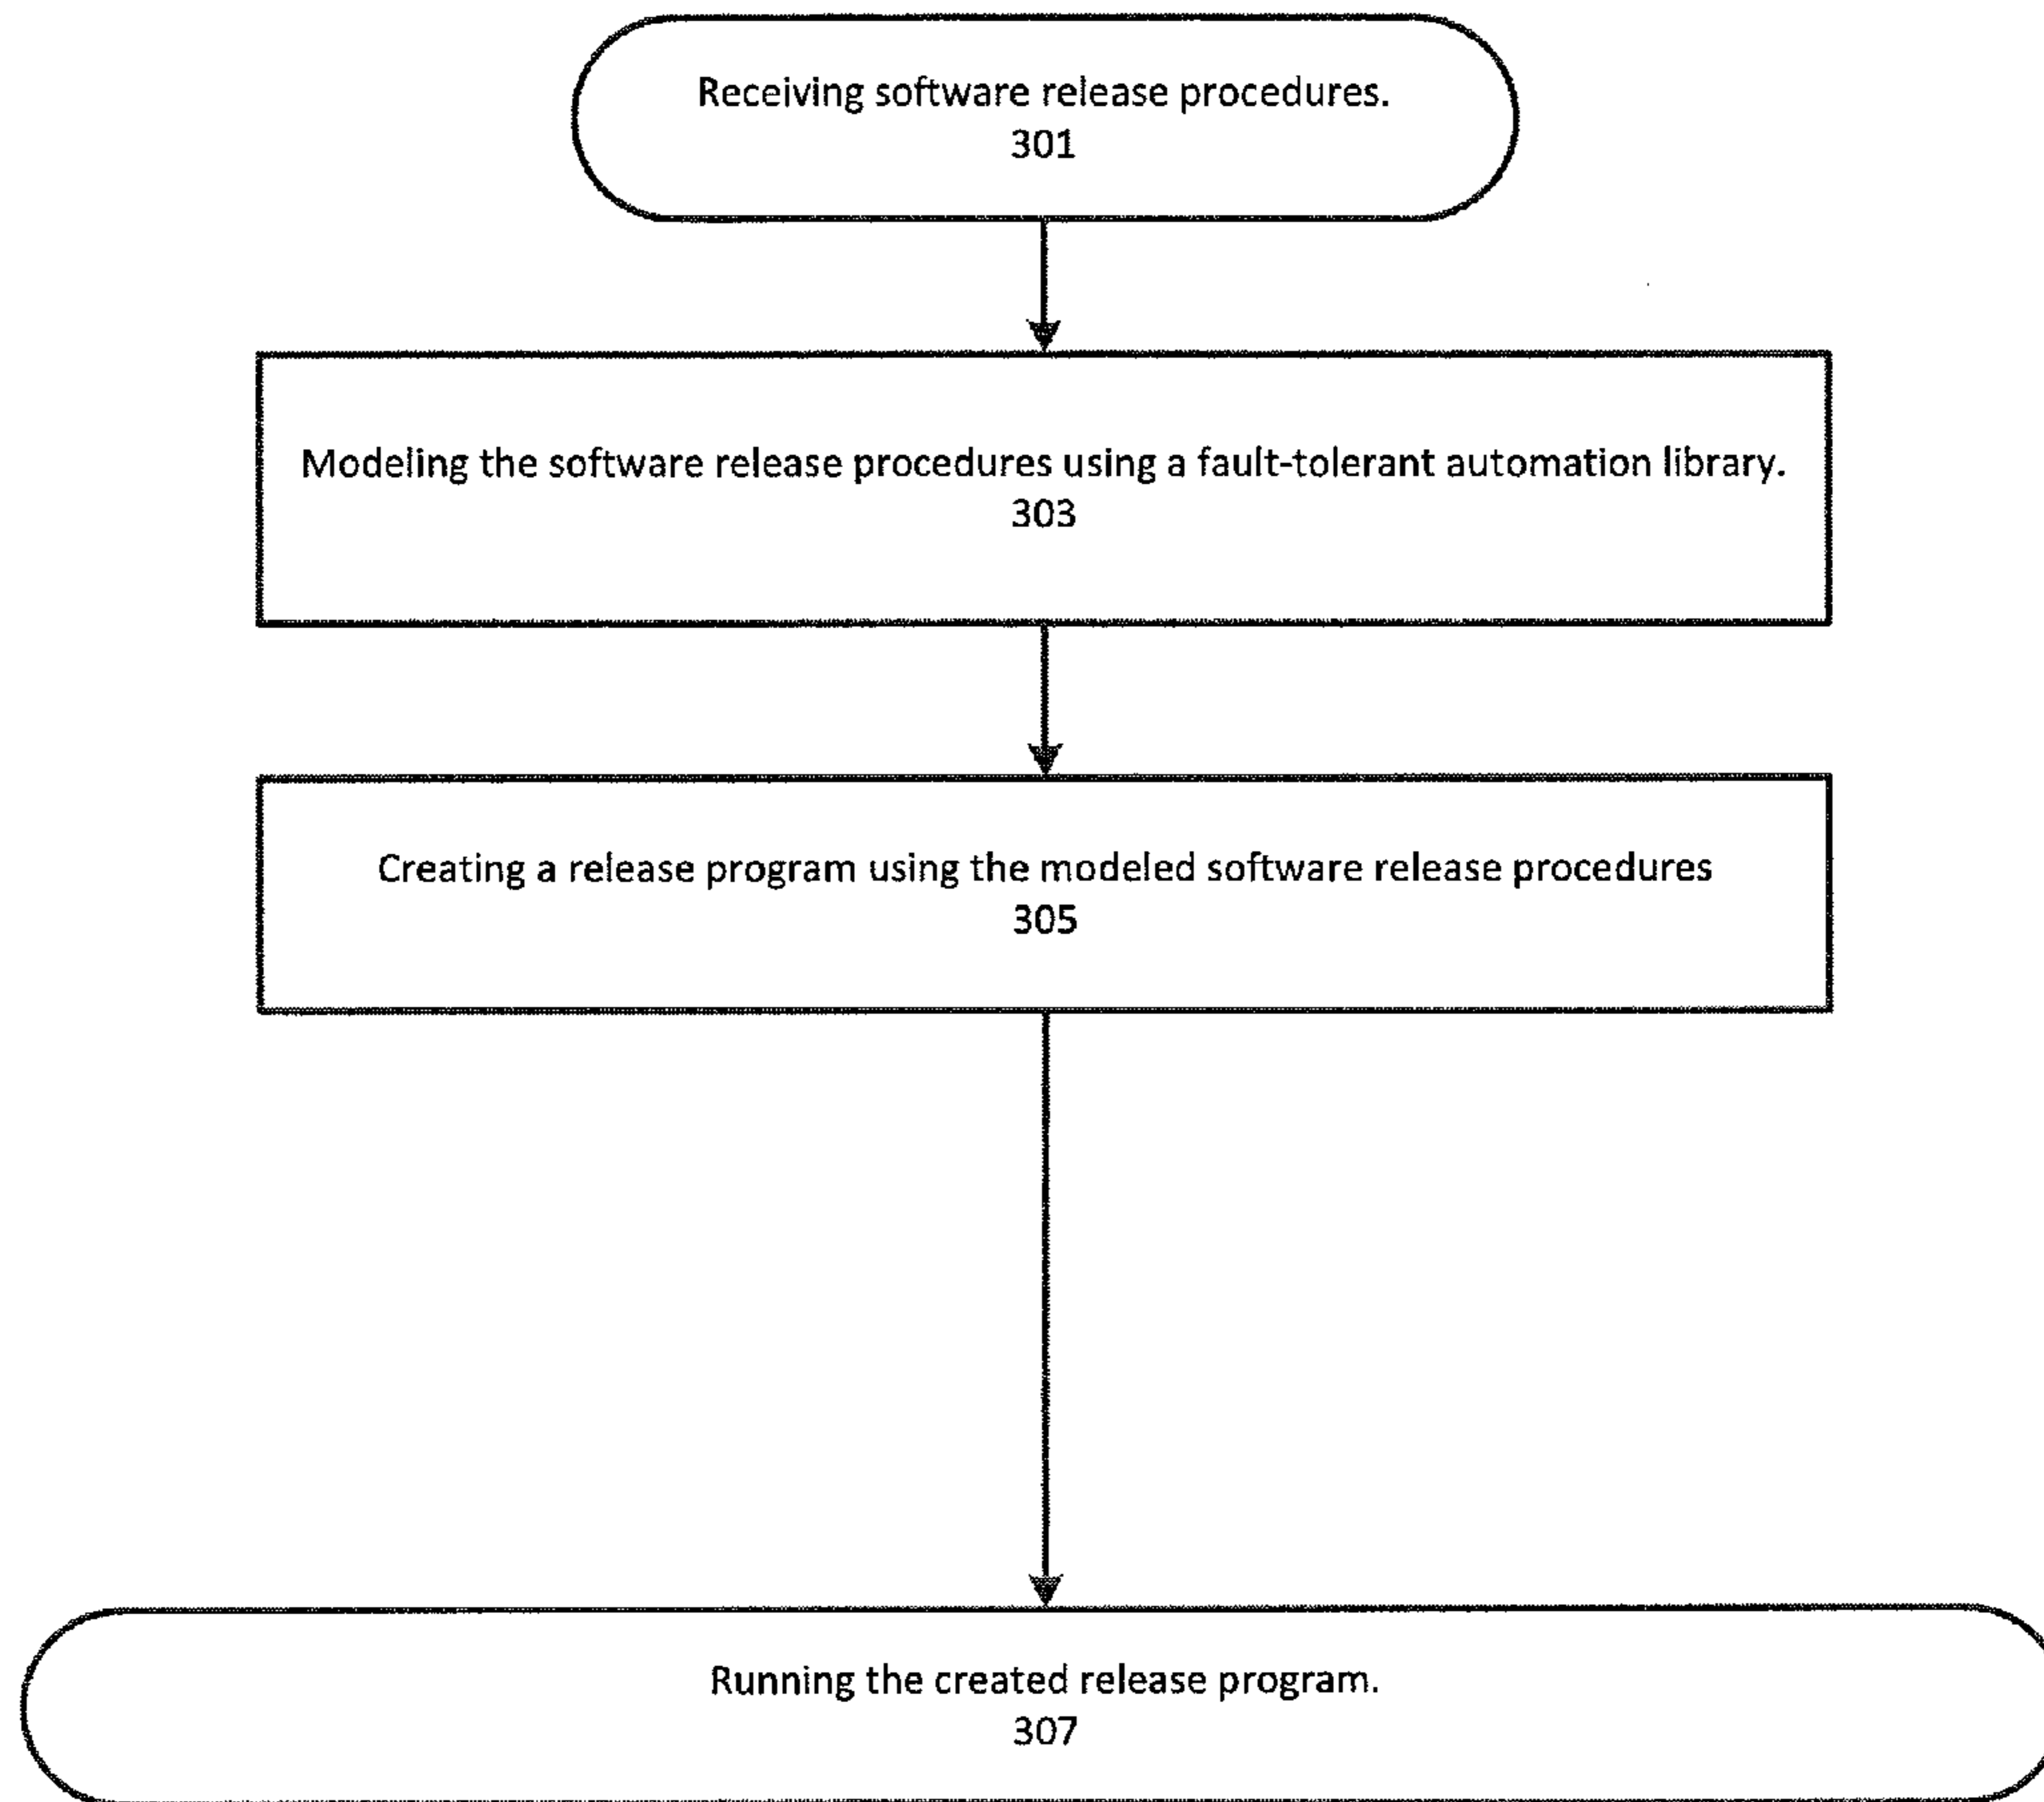 Receiving software release procedures.
301
Modeling the software release procedures using a fault-tolerant automation library.
303
Creating a release program using the modeled software release procedures
305
Running the created release program.
307